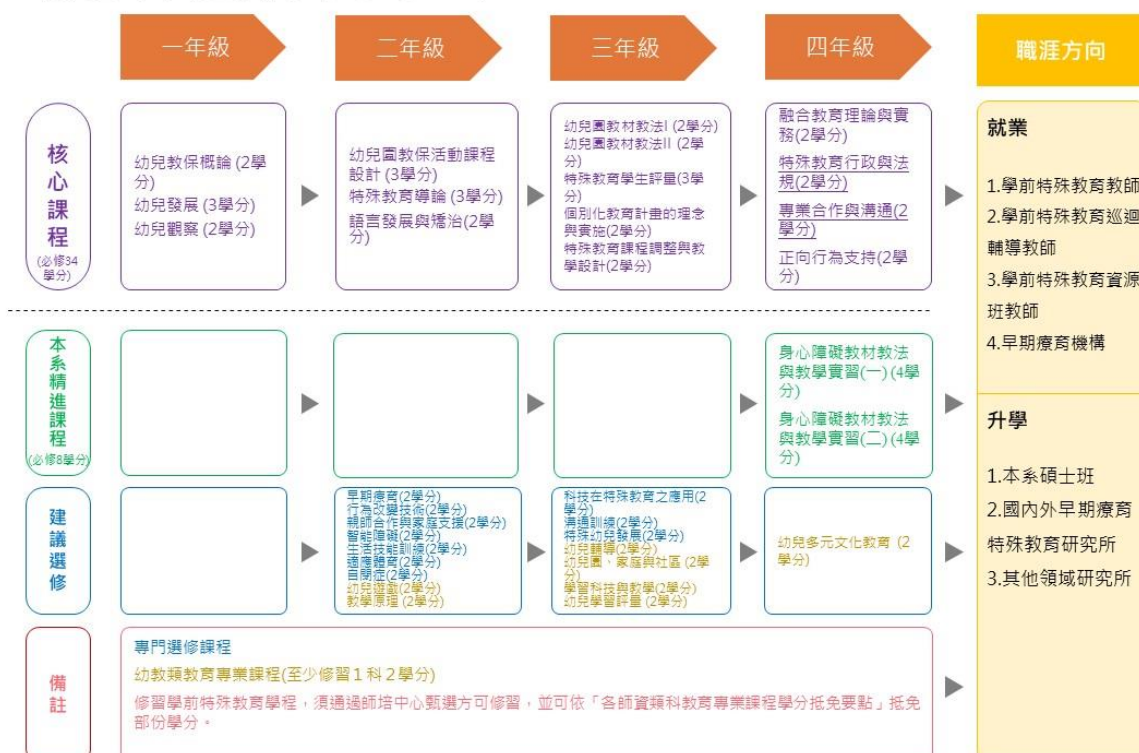 一年級
二年級
三年級
四年級
職涯方向
核心課程
(必修34
學分)
幼兒教保概論 (2學
分)
幼兒發展 (3學分)
幼兒觀察 (2學分)
幼兒園教保活動課程
設計 (3學分)
特殊教育導論 (3學分)
語言發展與矯治(2學
分)
幼兒園教材教法I (2學分)
幼兒園教材教法II (2學
分)
特殊教育學生評量(3學
分)
個別化教育計畫的理念
與實施(2學分)
特殊教育課程調整與教
學設計(2學分)
融合教育理論與實
務(2學分)
特殊教育行政與法
規(2學分)
專業合作與溝通(2
學分)
正向行為支持(2學
分)
本系精進課程
(必修8學分)
身心障礙教材教法
與教學實習(一) (4學
分)
身心障礙教材教法
與教學實習(二) (4學
分)
建議選修
早期療育(2學分)
行為改變技術(2學分)
親師合作與家庭支援(2學分)
智能障礙(2學分)
生活技能訓練(2學分)
適應體育(2學分)
自閉症(2學分)
幼兒遊戲(2學分)
教學原理 (2學分)
科技在特殊教育之應用(2
學分)
溝通訓練(2學分)
特殊幼兒發展(2學分)
幼兒輔導(2學分)
幼兒園、家庭與社區 (2學
分)
學習科技與教學(2學分)
幼兒學習評量 (2學分)
幼兒多元文化教育 (2
學分)
備註
專門選修課程
幼教類教育專業課程(至少修習1科2學分)
修習學前特殊教育學程，須通過師培中心甄選方可修習，並可依「各師資類科教育專業課程學分抵免要點」抵免
部份學分。
就業
1.學前特殊教育教師
2.學前特殊教育巡迴
輔導教師
3.學前特殊教育資源
班教師
4.早期療育機構
升學
1.本系碩士班
2.國內外早期療育
特殊教育研究所
3.其他領域研究所